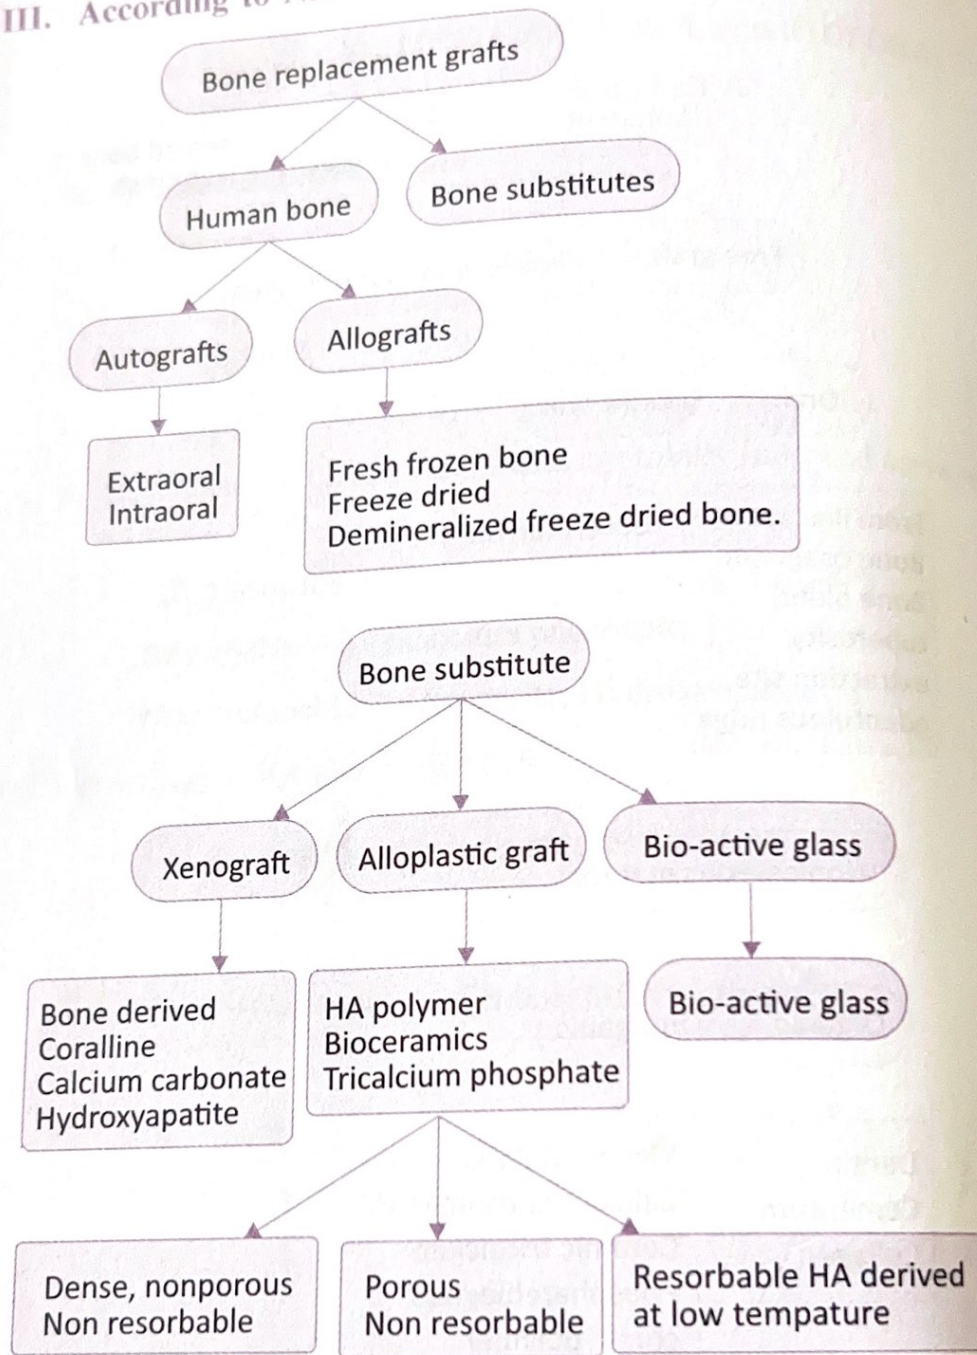 III. According to
Bone replacement grafts
Human bone
Bone substitutes
Autografts
Allografts
Extraoral
Intraoral
Fresh frozen bone
Freeze dried
Demineralized freeze dried bone.
Bone substitute
Xenograft
Alloplastic graft
Bio-active glass
Bone derived
Coralline
Calcium carbonate
Hydroxyapatite
HA polymer
Bioceramics
Tricalcium phosphate
Bio-active glass
Dense, nonporous
Non resorbable
Porous
Non resorbable
Resorbable HA derived
at low tempature